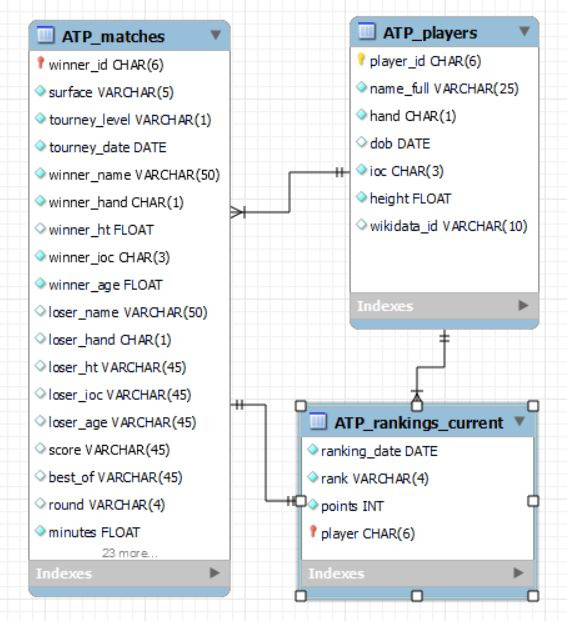 ATP_matches
winner_id CHAR(6)
surface VARCHAR(5)
tourney_level VARCHAR(1)
tourney_date DATE
winner_name VARCHAR(50)
winner_hand CHAR(1)
winner_ht FLOAT
winner_ioc CHAR(3)
winner_age FLOAT
loser_name VARCHAR(50)
loser_hand CHAR(1)
loser_ht VARCHAR(45)
loser_ioc VARCHAR(45)
loser_age VARCHAR(45)
score VARCHAR(45)
best_of VARCHAR(45)
round VARCHAR(4)
minutes FLOAT
23 more...
Indexes
ATP_players
player_id CHAR(6)
name_full VARCHAR(25)
hand CHAR(1)
dob DATE
ioc CHAR(3)
height FLOAT
wikidata_id VARCHAR(10)
Indexes
ATP_rankings_current
ranking_date DATE
rank VARCHAR(4)
points INT
player CHAR(6)
Indexes